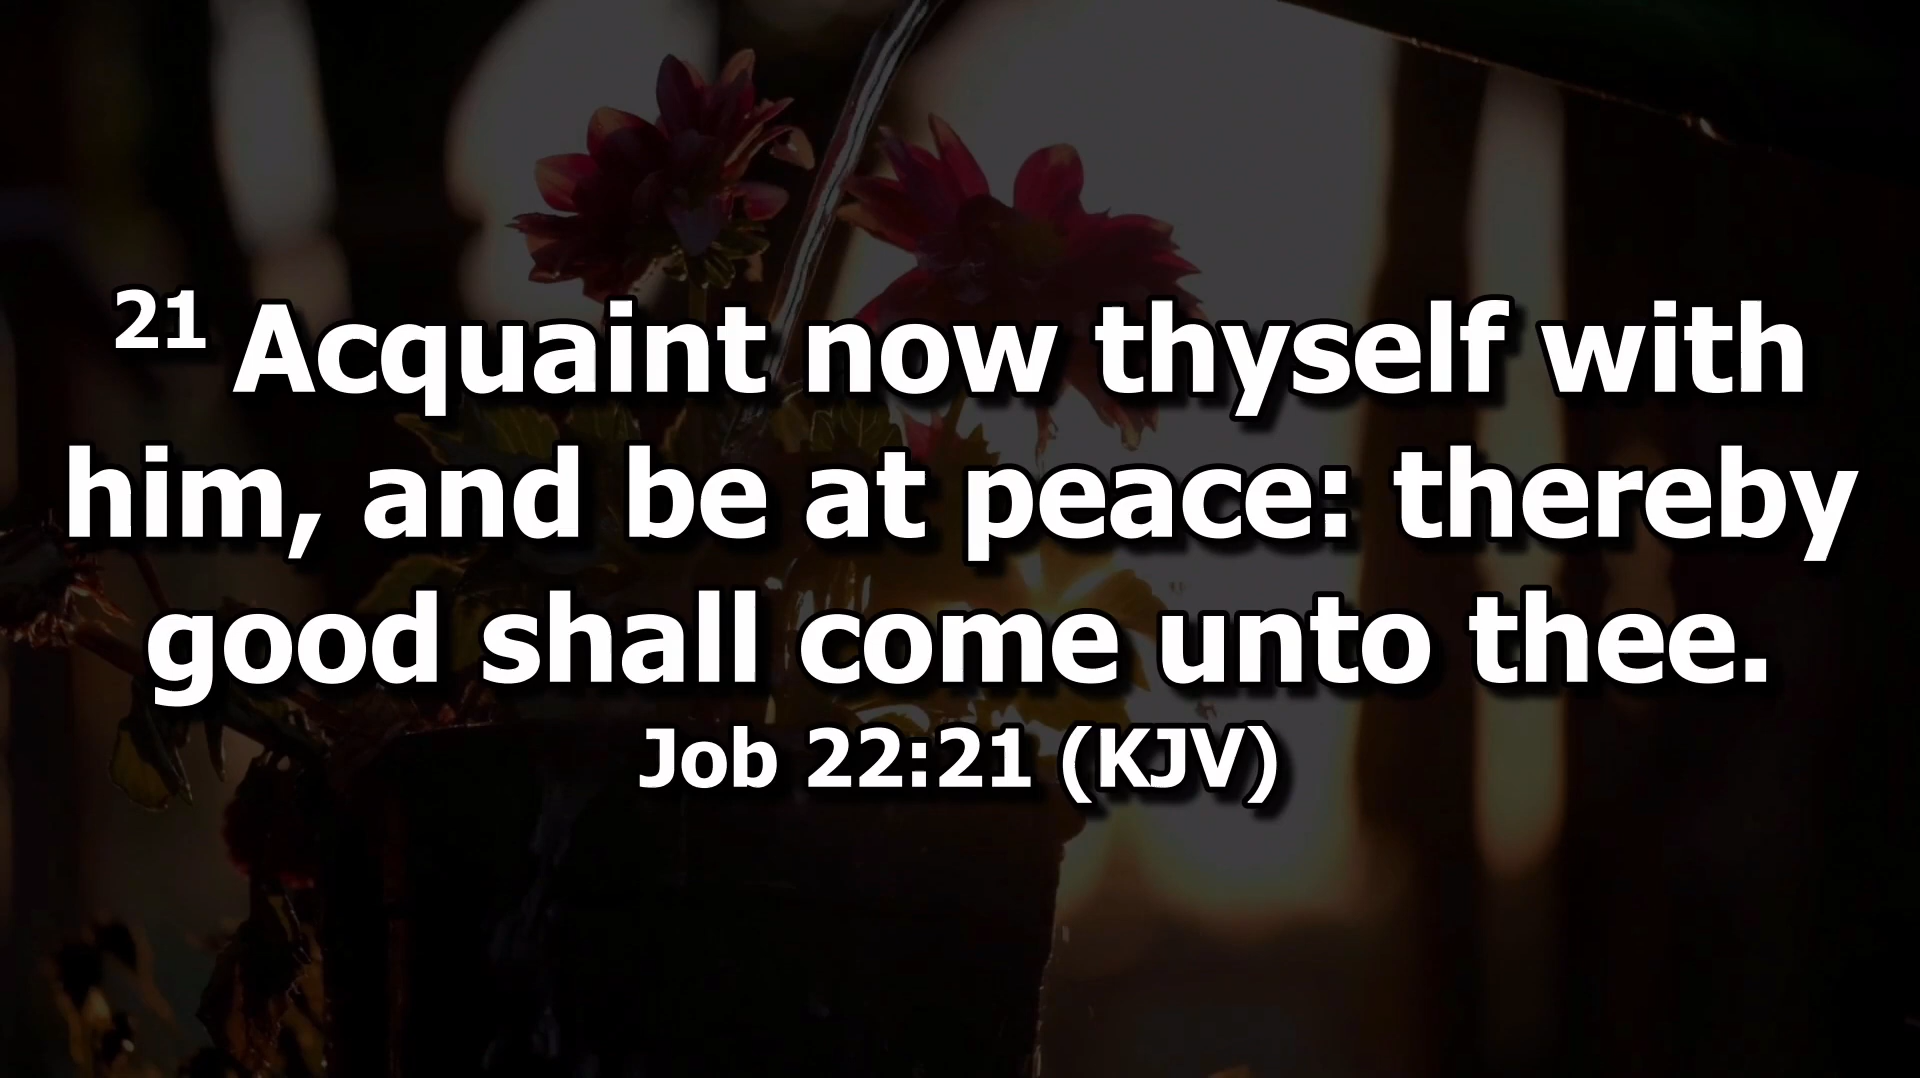 21 Acquaint now thyself with
him, and be at peace: thereby
good shall come unto thee.
Job 22:21 (KJV)